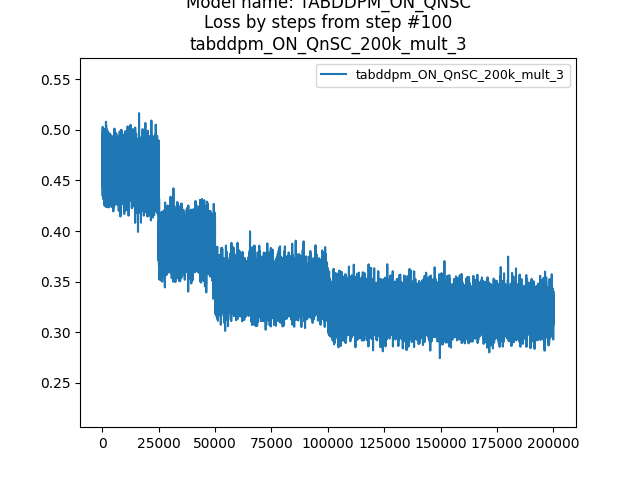 Model name: TABDDPM_ON_QNSC
Loss by steps from step #100
tabddpm_ON_QnSC_200k_mult_3
tabddpm_ON_QnSC_200k_mult_3
0.55
0.50
0.45
0.40
0.35
0.30
0.25
0 25000 50000 75000 100000 125000 150000 175000 200000